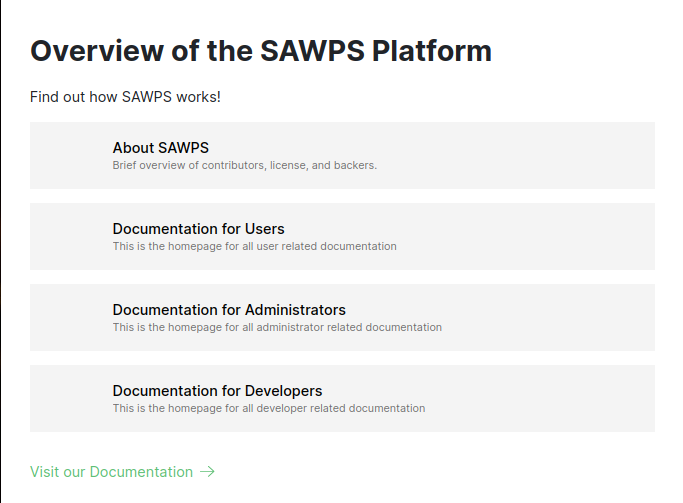 Overview of the SAWPS Platform
Find out how SAWPS works!
About SAWPS
Brief overview of contributors, license, and backers.
Documentation for Users
This is the homepage for all user related documentation
Documentation for Administrators
This is the homepage for all administrator related documentation
Documentation for Developers
This is the homepage for all developer related documentation
Visit our Documentation →